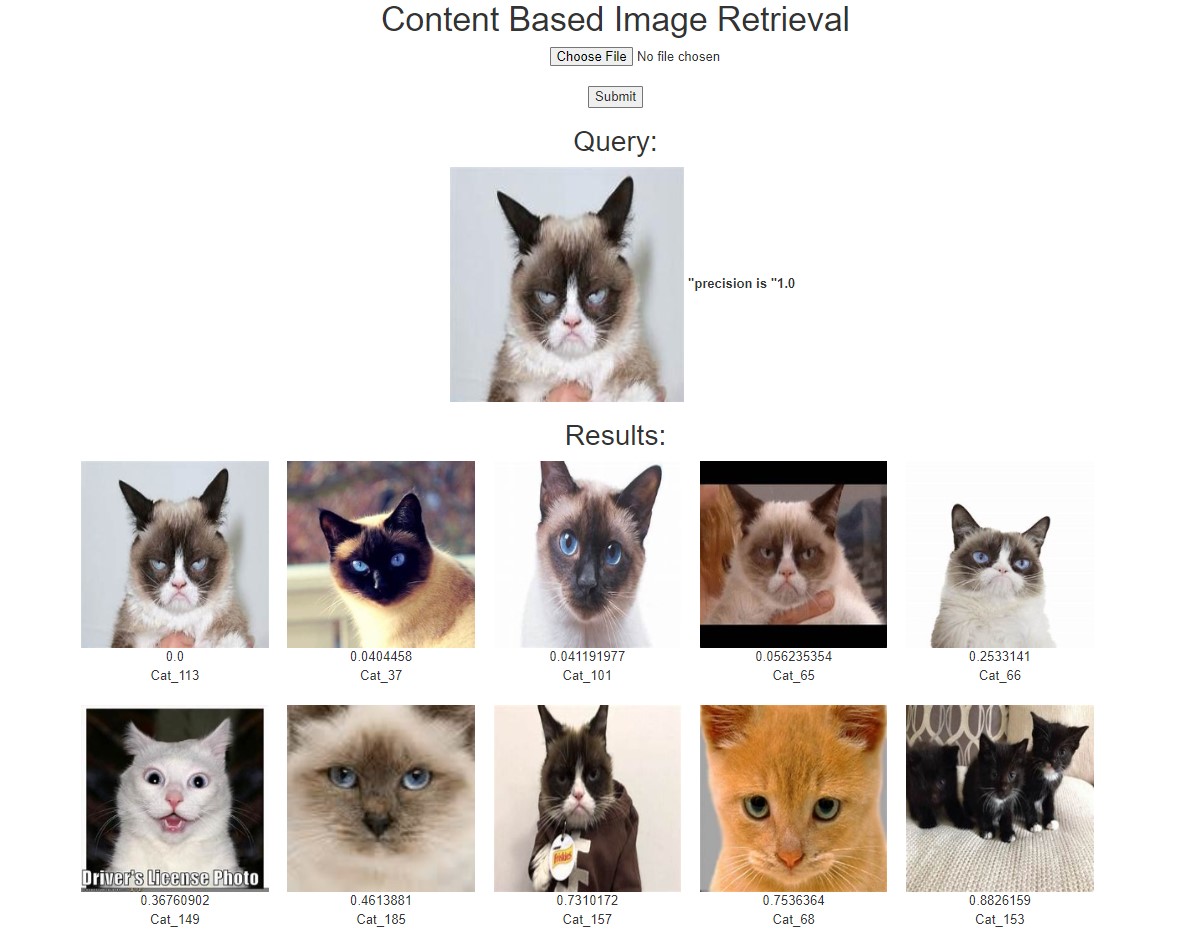 Content Based Image Retrieval
Choose File No file chosen
Submit
Query:
"precision is "1.0
Results:
0.0
Cat_113
0.0404458
Cat_37
0.041191977
Cat_101
0.056235354
Cat_65
0.2533141
Cat_66
Driver's License Photo
0.36760902
Cat_149
0.4613881
Cat_185
Friskies
0.7310172
Cat_157
0.7536364
Cat_68
0.8826159
Cat_153